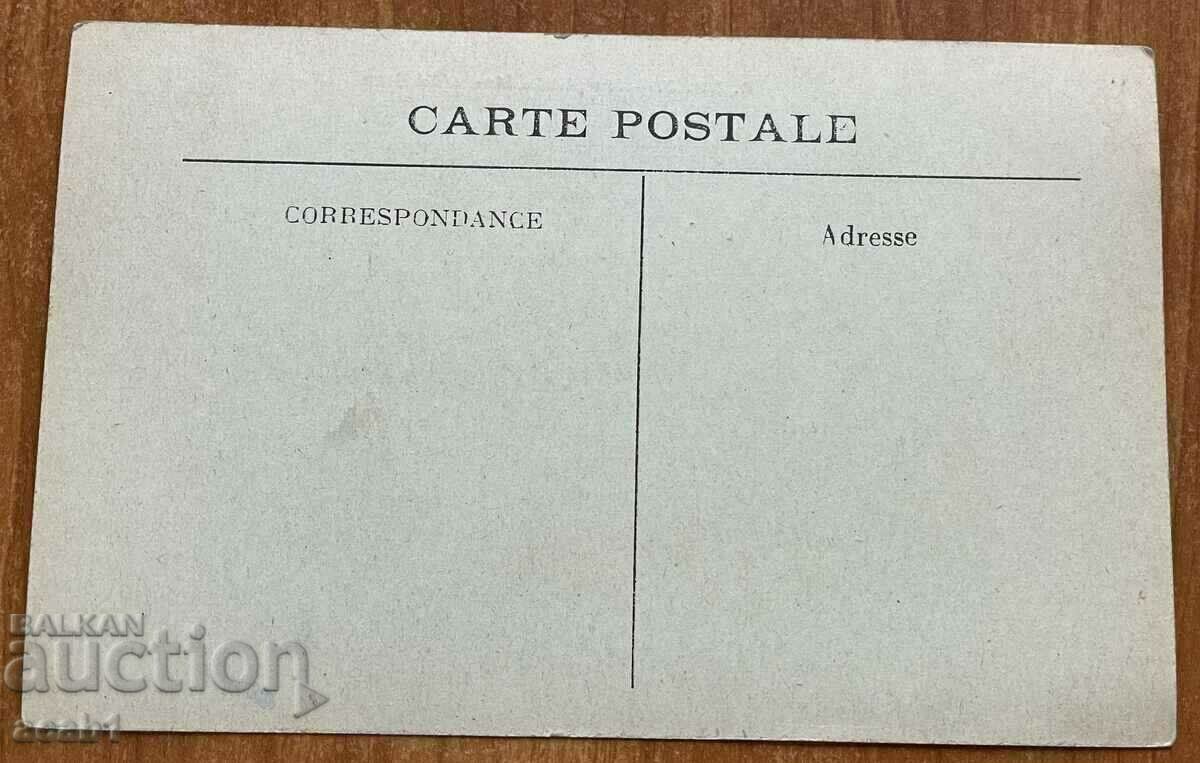 CARTE POSTALE
CORRESPONDANCE
Adresse
BALKAN
auction
acab1